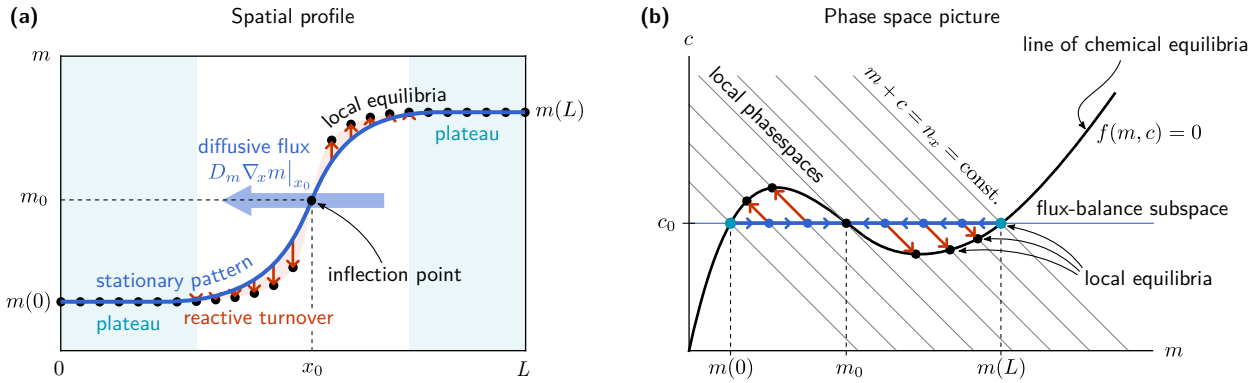 (a)
Spatial profile
m
m(L)
local equilibria
plateau
diffusive flux
D_m∇_x m|_{x_0}
m_0
inflection point
stationary pattern
m(0)
plateau
reactive turnover
0
x_0
L
(b)
Phase space picture
c
line of chemical equilibria
local phasespaces
m + c = n_x = const.
f(m, c) = 0
flux-balance subspace
c_0
local equilibria
m
m(0)
m_0
m(L)